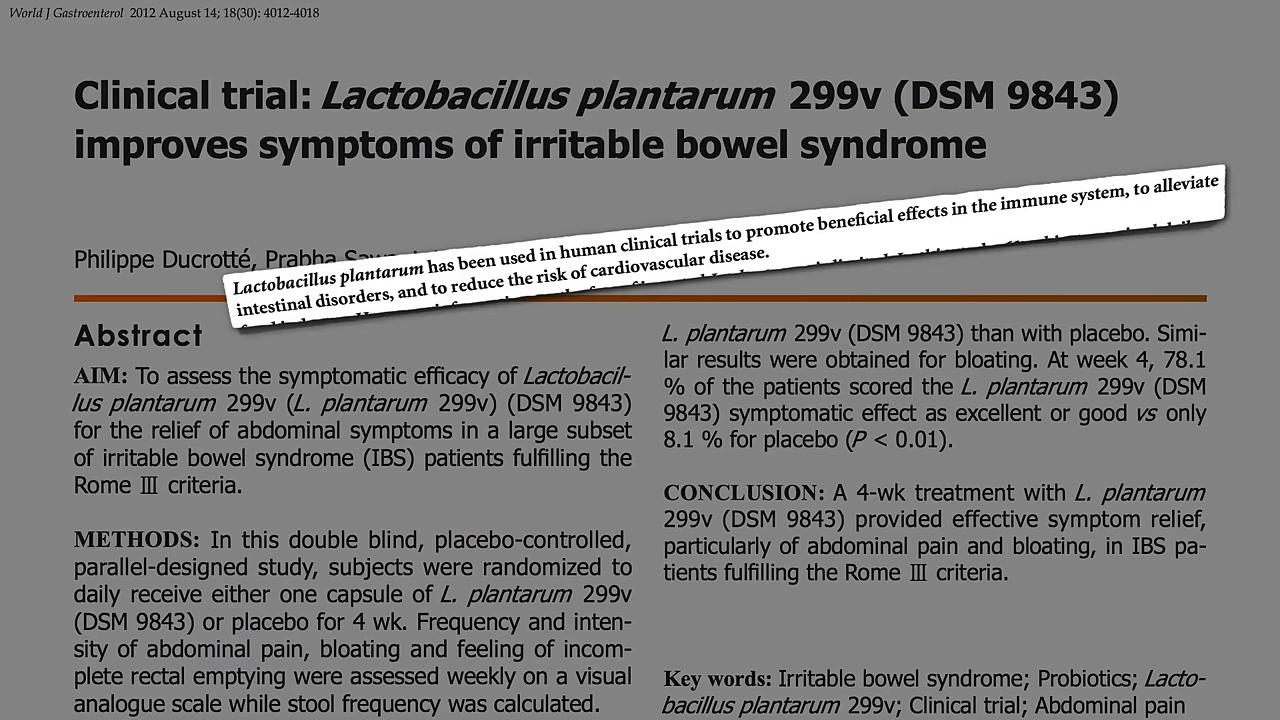 World J Gastroenterol 2012 August 14; 18(30): 4012-4018
Clinical trial: Lactobacillus plantarum 299v (DSM 9843)
improves symptoms of irritable bowel syndrome
Philippe Ducrotté, Prabha
Lactobacillus plantarum has been used in human clinical trials to promote beneficial effects in the immune system, to alleviate
intestinal disorders, and to reduce the risk of cardiovascular disease.
Abstract
AIM: To assess the symptomatic efficacy of Lactobacil-
lus plantarum 299v (L. plantarum 299v) (DSM 9843)
for the relief of abdominal symptoms in a large subset
of irritable bowel syndrome (IBS) patients fulfilling the
Rome III criteria.
METHODS: In this double blind, placebo-controlled,
parallel-designed study, subjects were randomized to
daily receive either one capsule of L. plantarum 299v
(DSM 9843) or placebo for 4 wk. Frequency and inten-
sity of abdominal pain, bloating and feeling of incom-
plete rectal emptying were assessed weekly on a visual
analogue scale while stool frequency was calculated.
L. plantarum 299v (DSM 9843) than with placebo. Simi-
lar results were obtained for bloating. At week 4, 78.1
% of the patients scored the L. plantarum 299v (DSM
9843) symptomatic effect as excellent or good vs only
8.1 % for placebo (P < 0.01).
CONCLUSION: A 4-wk treatment with L. plantarum
299v (DSM 9843) provided effective symptom relief,
particularly of abdominal pain and bloating, in IBS pa-
tients fulfilling the Rome III criteria.
Key words: Irritable bowel syndrome; Probiotics; Lacto-
bacillus plantarum 299v; Clinical trial; Abdominal pain